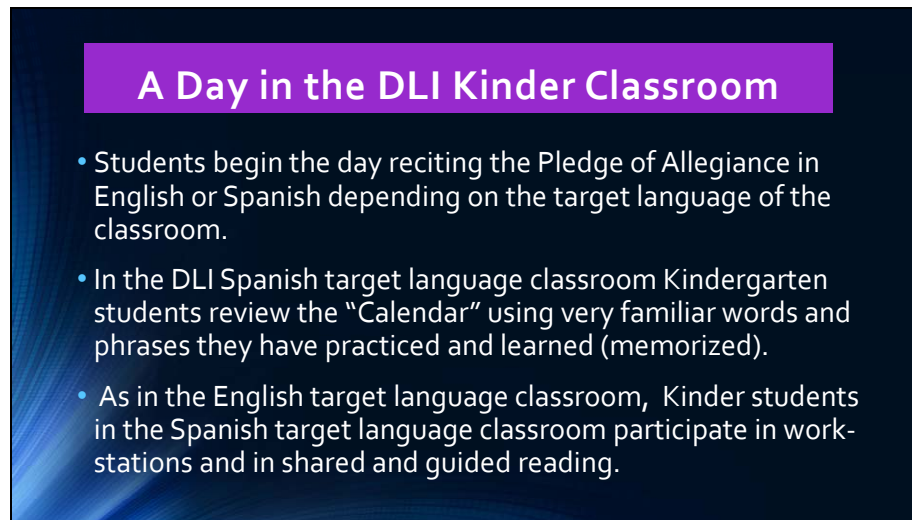 A Day in the DLI Kinder Classroom
• Students begin the day reciting the Pledge of Allegiance in
English or Spanish depending on the target language of the
classroom.
• In the DLI Spanish target language classroom Kindergarten
students review the “Calendar” using very familiar words and
phrases they have practiced and learned (memorized).
• As in the English target language classroom, Kinder students
in the Spanish target language classroom participate in work-
stations and in shared and guided reading.